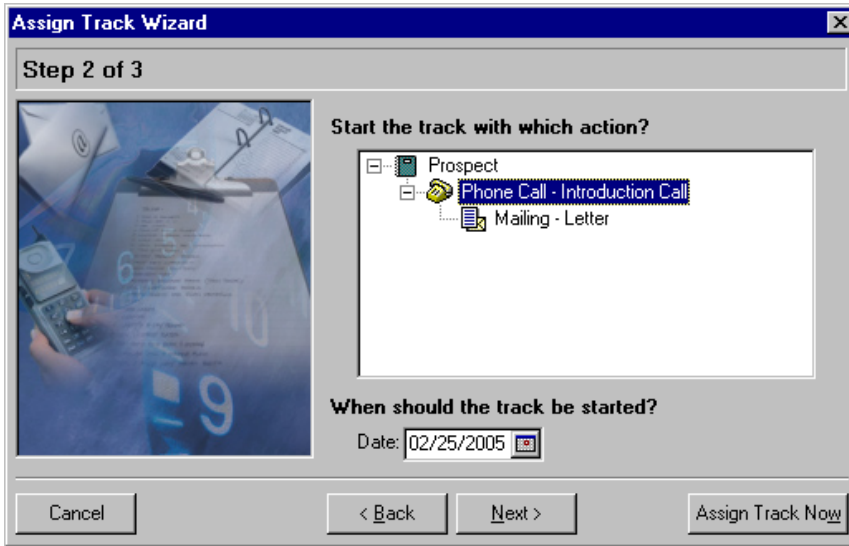 Assign Track Wizard
Step 2 of 3
Start the track with which action?
Prospect
Phone Call - Introduction Call
Mailing - Letter
When should the track be started?
Date: 02/25/2005
Cancel
< Back
Next >
Assign Track Now